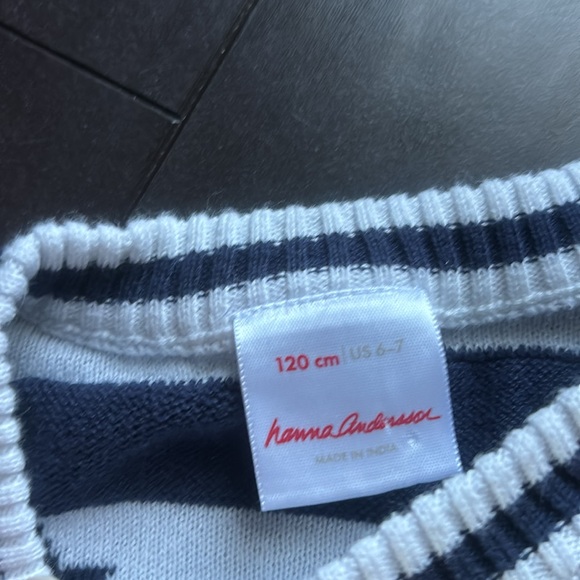 120 cm | US 6-7
hanna Andersson
MADE IN INDIA